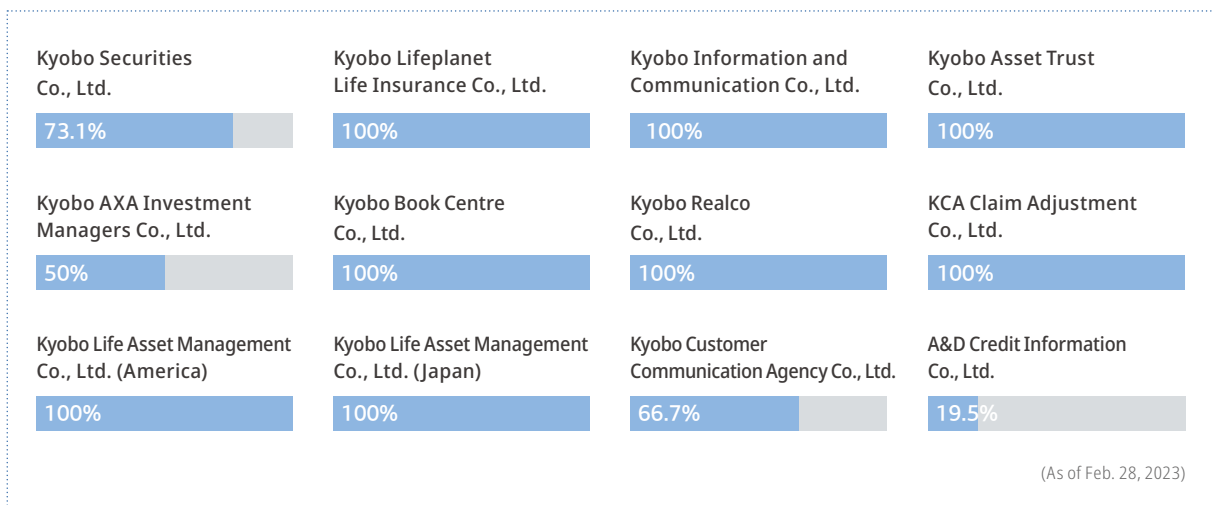 Kyobo Securities
Co., Ltd.
73.1%
Kyobo Lifeplanet
Life Insurance Co., Ltd.
100%
Kyobo Information and
Communication Co., Ltd.
100%
Kyobo Asset Trust
Co., Ltd.
100%
Kyobo AXA Investment
Managers Co., Ltd.
50%
Kyobo Book Centre
Co., Ltd.
100%
Kyobo Realco
Co., Ltd.
100%
KCA Claim Adjustment
Co., Ltd.
100%
Kyobo Life Asset Management
Co., Ltd. (America)
100%
Kyobo Life Asset Management
Co., Ltd. (Japan)
100%
Kyobo Customer
Communication Agency Co., Ltd.
66.7%
A&D Credit Information
Co., Ltd.
19.5%
(As of Feb. 28, 2023)